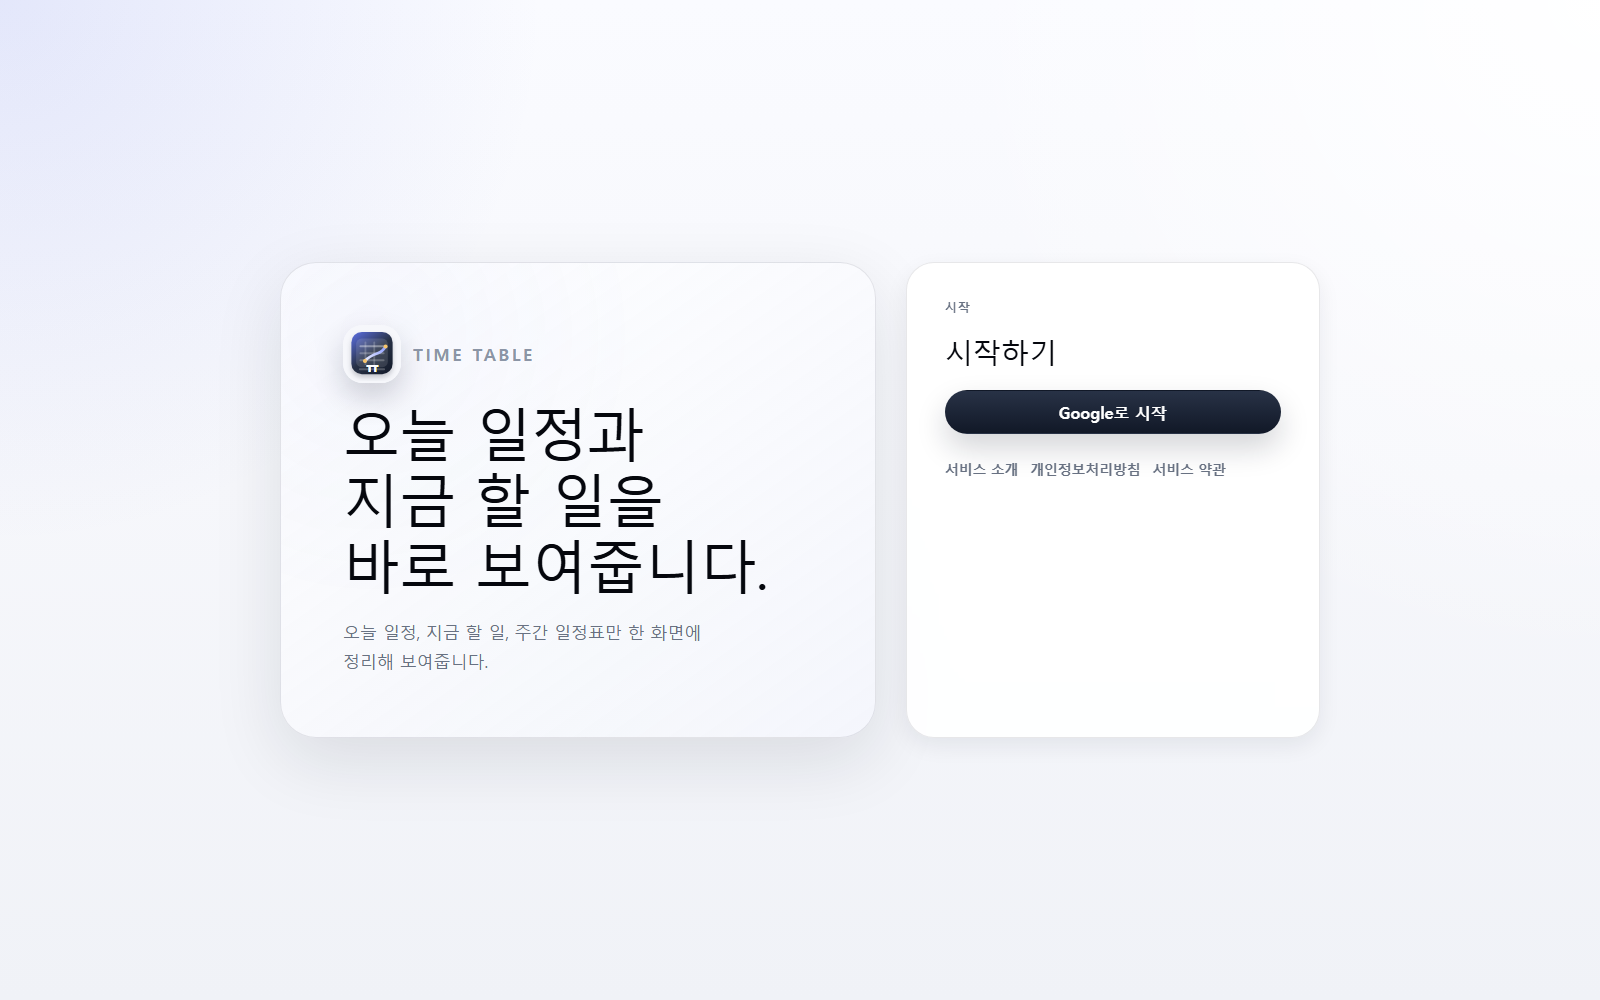 TT
TIME TABLE
오늘 일정과
지금 할 일을
바로 보여줍니다.
오늘 일정, 지금 할 일, 주간 일정표만 한 화면에
정리해 보여줍니다.
시작
시작하기
Google로 시작
서비스 소개 개인정보처리방침 서비스 약관